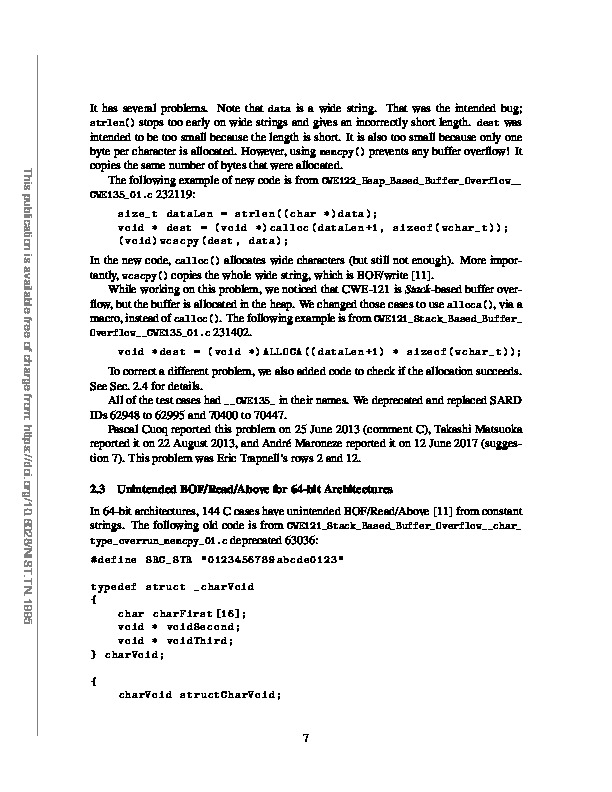 It has several problems. Note that data is a wide string. That was the intended bug;
strlen() stops too early on wide strings and gives an incorrectly short length. dest was
intended to be too small because the length is short. It is also too small because only one
byte per character is allocated. However, using memcpy() prevents any buffer overflow! It
copies the same number of bytes that were allocated.
The following example of new code is from CWE122_Heap_Based_Buffer_Overflow__
CWE135_01.c 232119:
size_t dataLen = strlen((char *)data);
void * dest = (void *)calloc(dataLen+1, sizeof(wchar_t));
(void)wcscpy(dest, data);
In the new code, calloc() allocates wide characters (but still not enough). More impor-
tantly, wcscpy() copies the whole wide string, which is BOF/write [11].
While working on this problem, we noticed that CWE-121 is Stack-based buffer over-
flow, but the buffer is allocated in the heap. We changed those cases to use alloca(), via a
macro, instead of calloc(). The following example is from CWE121_Stack_Based_Buffer_
Overflow__CWE135_01.c 231402.
void *dest = (void *)ALLOCA((dataLen+1) * sizeof(wchar_t));
To correct a different problem, we also added code to check if the allocation succeeds.
See Sec. 2.4 for details.
All of the test cases had __CWE135_ in their names. We deprecated and replaced SARD
IDs 62948 to 62995 and 70400 to 70447.
Pascal Cuoq reported this problem on 25 June 2013 (comment C), Takashi Matsuoka
reported it on 22 August 2013, and André Maroneze reported it on 12 June 2017 (sugges-
tion 7). This problem was Eric Trapnell's rows 2 and 12.
2.3 Unintended BOF/Read/Above for 64-bit Architectures
In 64-bit architectures, 144 C cases have unintended BOF/Read/Above [11] from constant
strings. The following old code is from CWE121_Stack_Based_Buffer_Overflow__char_
type_overrun_memcpy_01.c deprecated 63036:
#define SRC_STR "0123456789abcde0123"
typedef struct _charVoid
{
char charFirst[16];
void * voidSecond;
void * voidThird;
} charVoid;
{
charVoid structCharVoid;
7
This publication is available free of charge from: https://doi.org/10.6028/NIST.TN.1995